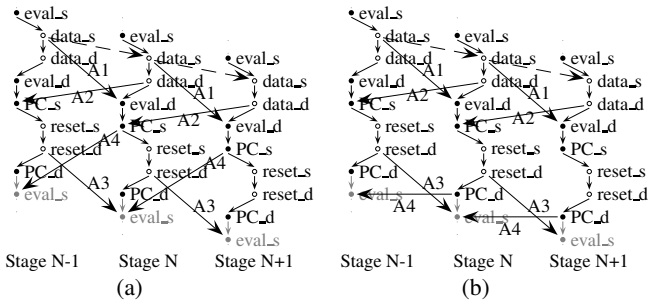 eval_s
data_s
data_d
eval_d
PC_s
reset_s
reset_d
PC_d
eval_s
eval_s
data_s
data_d
eval_d
PC_s
reset_s
reset_d
PC_d
eval_s
eval_s
data_s
data_d
eval_d
PC_s
reset_s
reset_d
PC_d
eval_s
A1
A1
A2
A2
A4
A4
A3
A3
Stage N-1 Stage N Stage N+1
(a)
eval_s
data_s
data_d
eval_d
PC_s
reset_s
reset_d
PC_d
eval_s
eval_s
data_s
data_d
eval_d
PC_s
reset_s
reset_d
PC_d
eval_s
eval_s
data_s
data_d
eval_d
PC_s
reset_s
reset_d
PC_d
eval_s
A1
A1
A2
A2
A3
A3
A4
A4
Stage N-1 Stage N Stage N+1
(b)